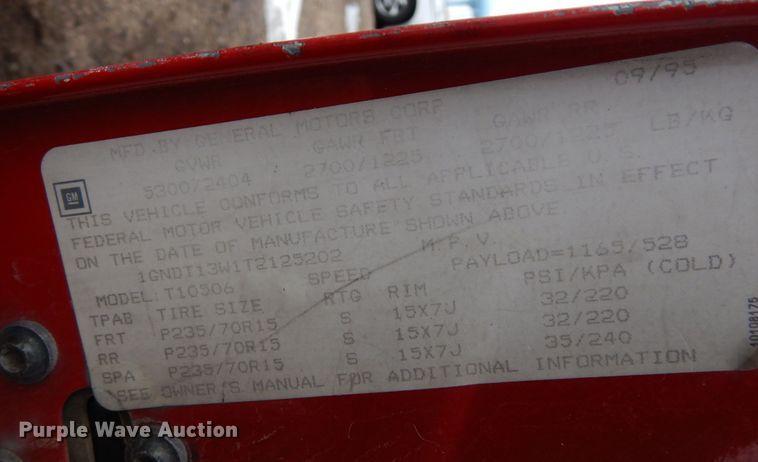 09/95
MFD. BY GENERAL MOTORS CORP
GVWR GAWR FRT GAWR RR
5300/2404 2700/1225 2700/1225 LB/KG
GM
THIS VEHICLE CONFORMS TO ALL APPLICABLE U.S.
FEDERAL MOTOR VEHICLE SAFETY STANDARDS IN EFFECT
ON THE DATE OF MANUFACTURE SHOWN ABOVE
1GNDT13W1T2125202 M.P.V.
MODEL: T10506 PAYLOAD=1165/528
TPAB TIRE SIZE SPEED RTG RIM PSI/KPA (COLD)
FRT P235/70R15 S 15X7J 32/220
RR P235/70R15 S 15X7J 32/220
SPA P235/70R15 S 15X7J 35/240
SEE OWNER'S MANUAL FOR ADDITIONAL INFORMATION
10108175
Purple Wave Auction